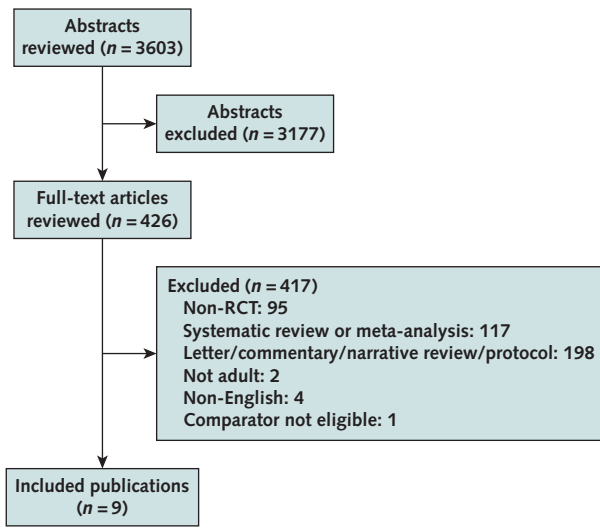 Abstracts
reviewed (n = 3603)
Abstracts
excluded (n = 3177)
Full-text articles
reviewed (n = 426)
Excluded (n = 417)
Non-RCT: 95
Systematic review or meta-analysis: 117
Letter/commentary/narrative review/protocol: 198
Not adult: 2
Non-English: 4
Comparator not eligible: 1
Included publications
(n = 9)